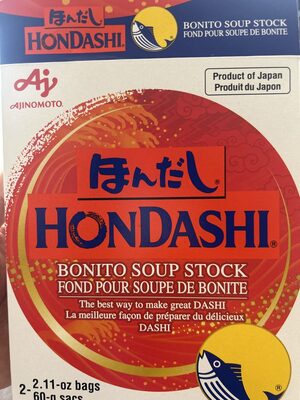 ほんだし
HONDASHI®
BONITO SOUP STOCK
FOND POUR SOUPE DE BONITE
Aj
AJINOMOTO®
Product of Japan
Produit du Japon
ほんだし®
HONDASHI®
BONITO SOUP STOCK
FOND POUR SOUPE DE BONITE
The best way to make great DASHI
La meilleure façon de préparer du délicieux
DASHI
2- 2.11-oz bags
60-g sacs